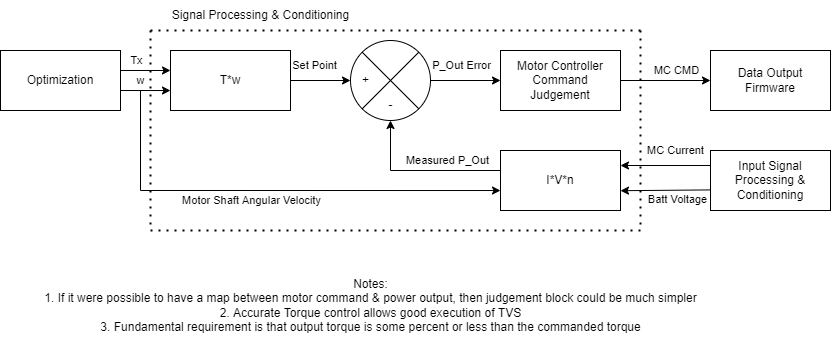 Signal Processing & Conditioning
Optimization
Tx
w
T*w
Set Point
+
-
P_Out Error
Motor Controller
Command
Judgement
MC CMD
Data Output
Firmware
Measured P_Out
I*V*n
MC Current
Batt Voltage
Input Signal
Processing &
Conditioning
Motor Shaft Angular Velocity
Notes:
1. If it were possible to have a map between motor command & power output, then judgement block could be much simpler
2. Accurate Torque control allows good execution of TVS
3. Fundamental requirement is that output torque is some percent or less than the commanded torque